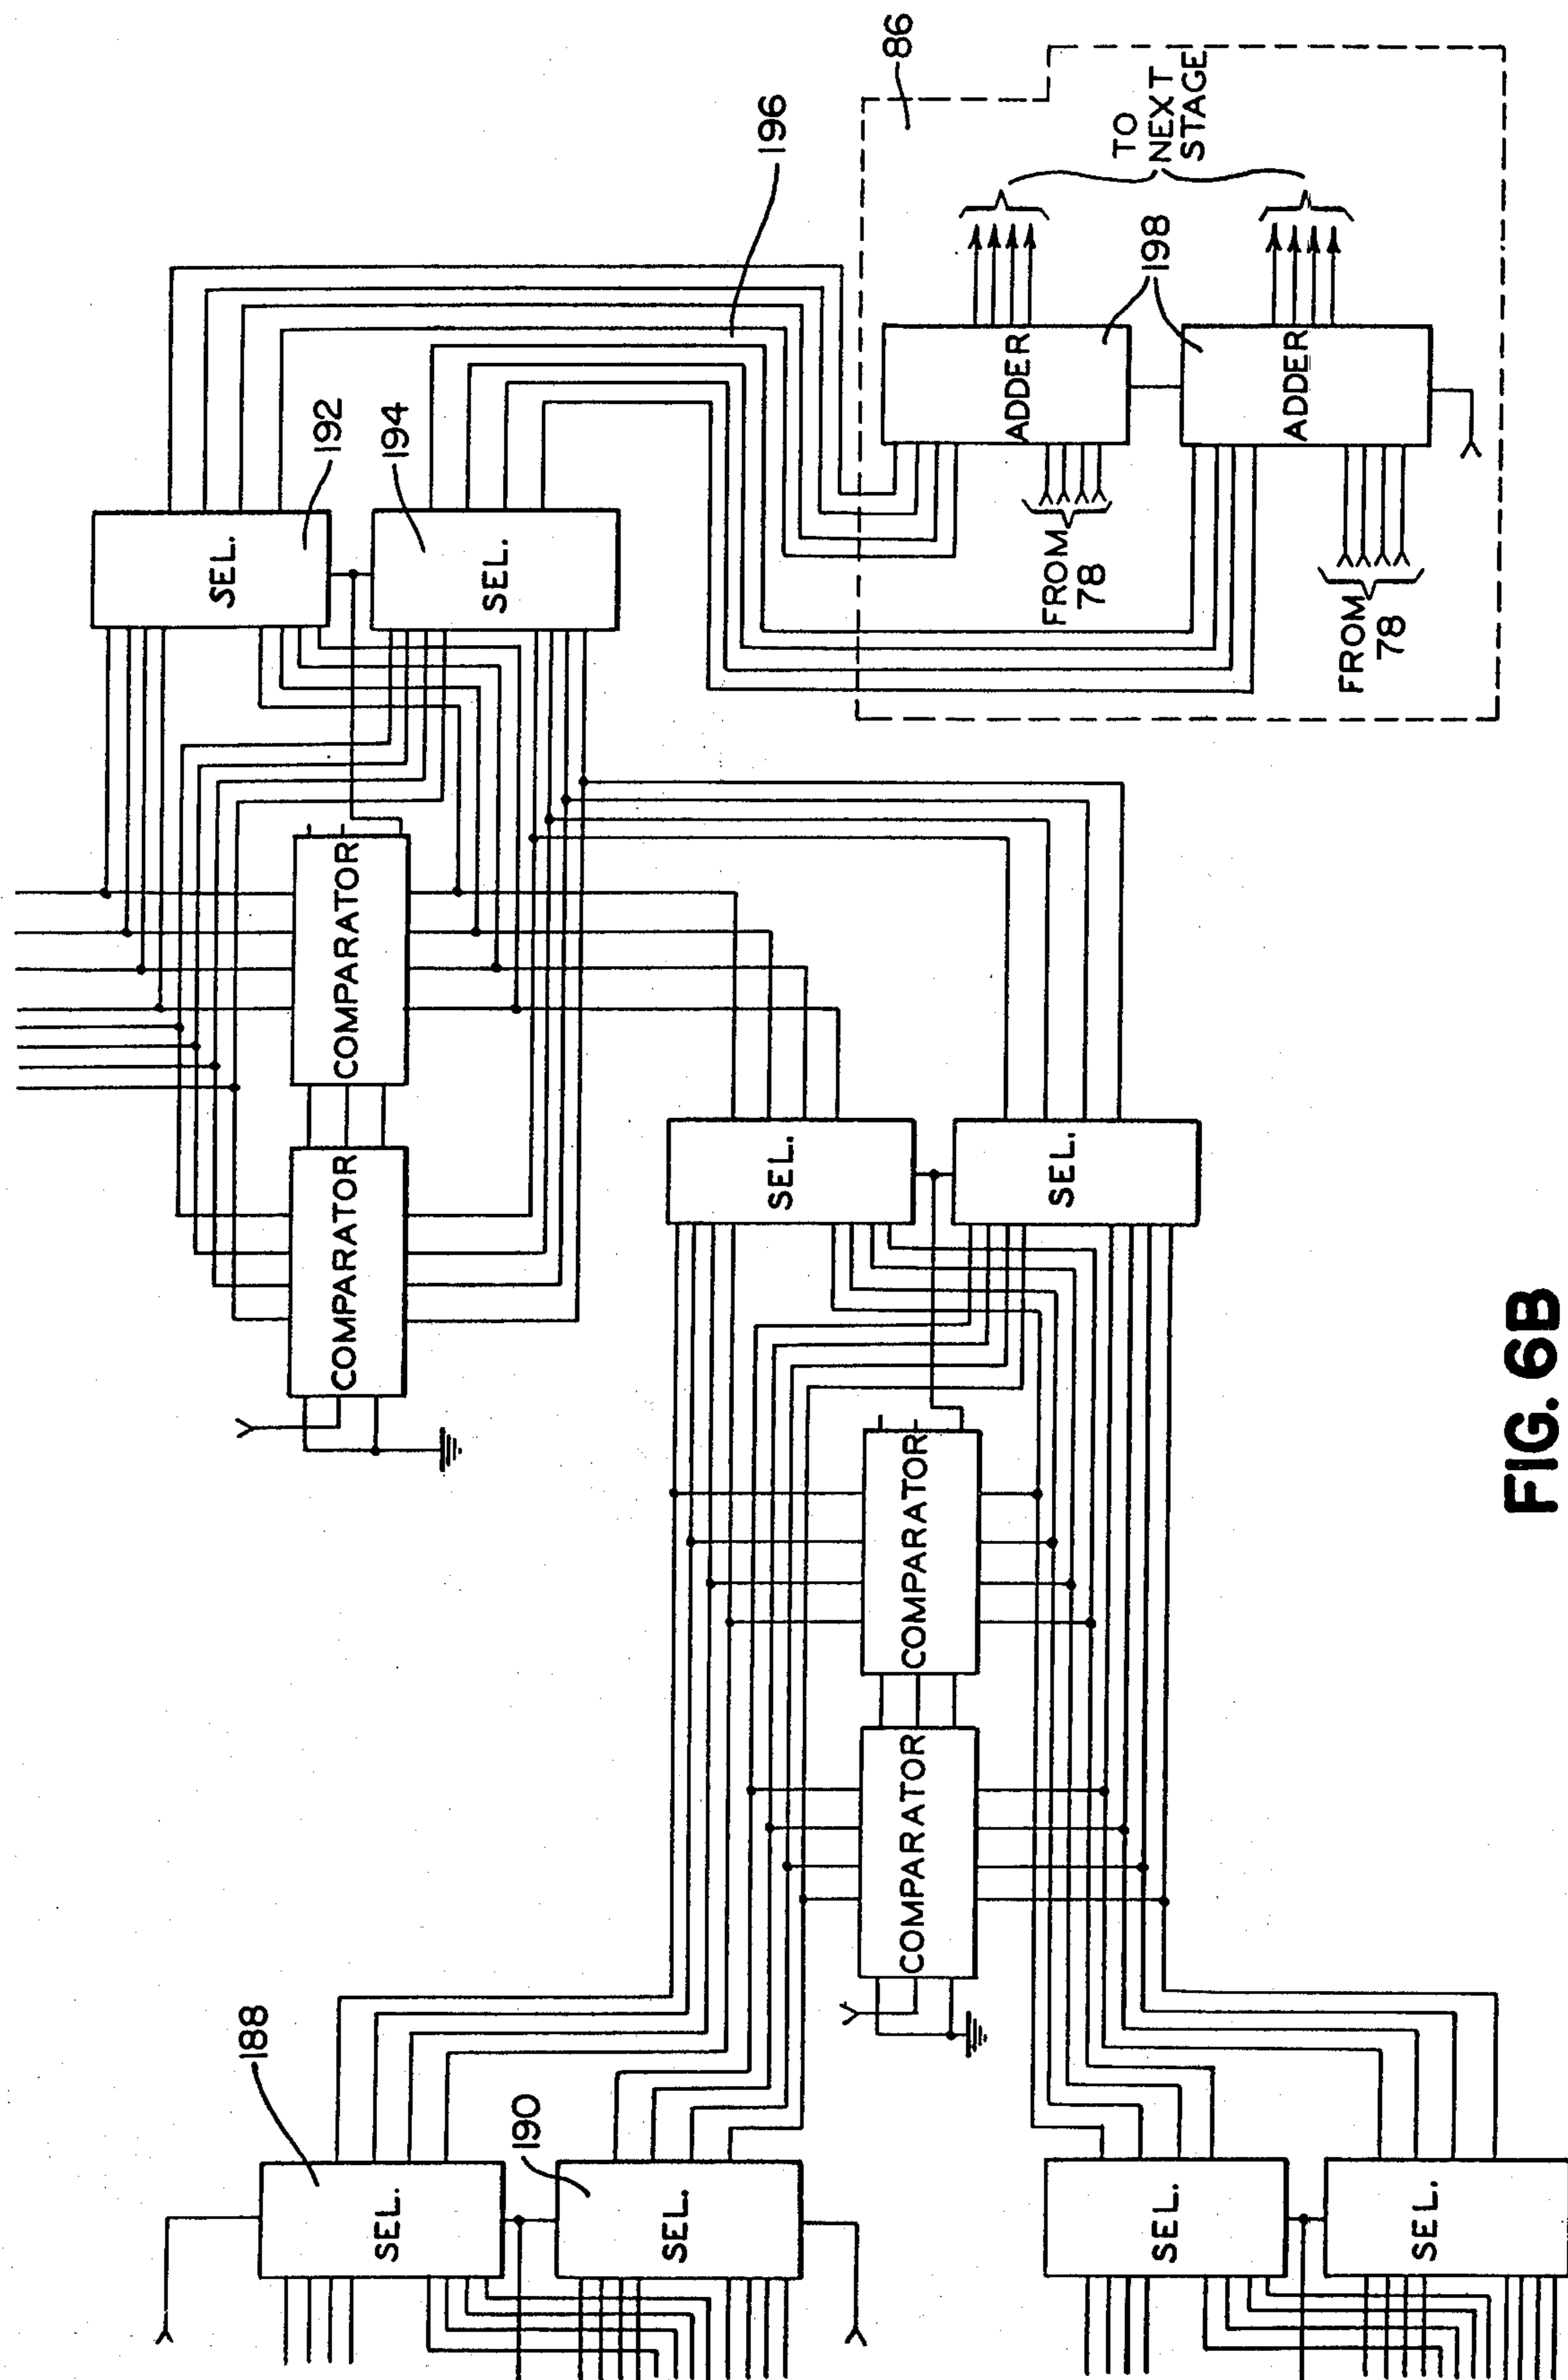 86
196
TO
NEXT
STAGE
198
192
194
SEL.
SEL.
ADDER
ADDER
FROM
78
FROM
78
COMPARATOR
COMPARATOR
SEL.
SEL.
COMPARATOR
COMPARATOR
188
190
SEL.
SEL.
SEL.
SEL.
FIG. 6B